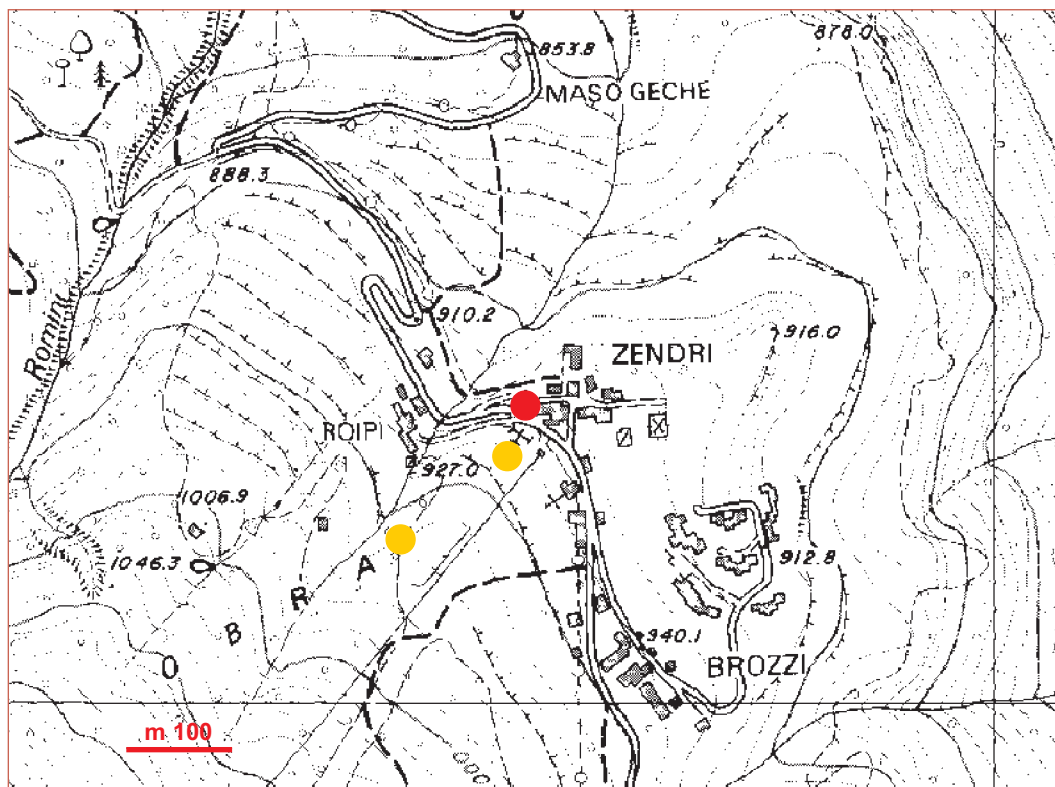 853.8
878.0
MASO GECHE
888.3
Romini
910.2
916.0
ZENDRI
ROIPI
927.0
1006.9
1046.3
912.8
OBRA
940.1
BROZZI
m 100